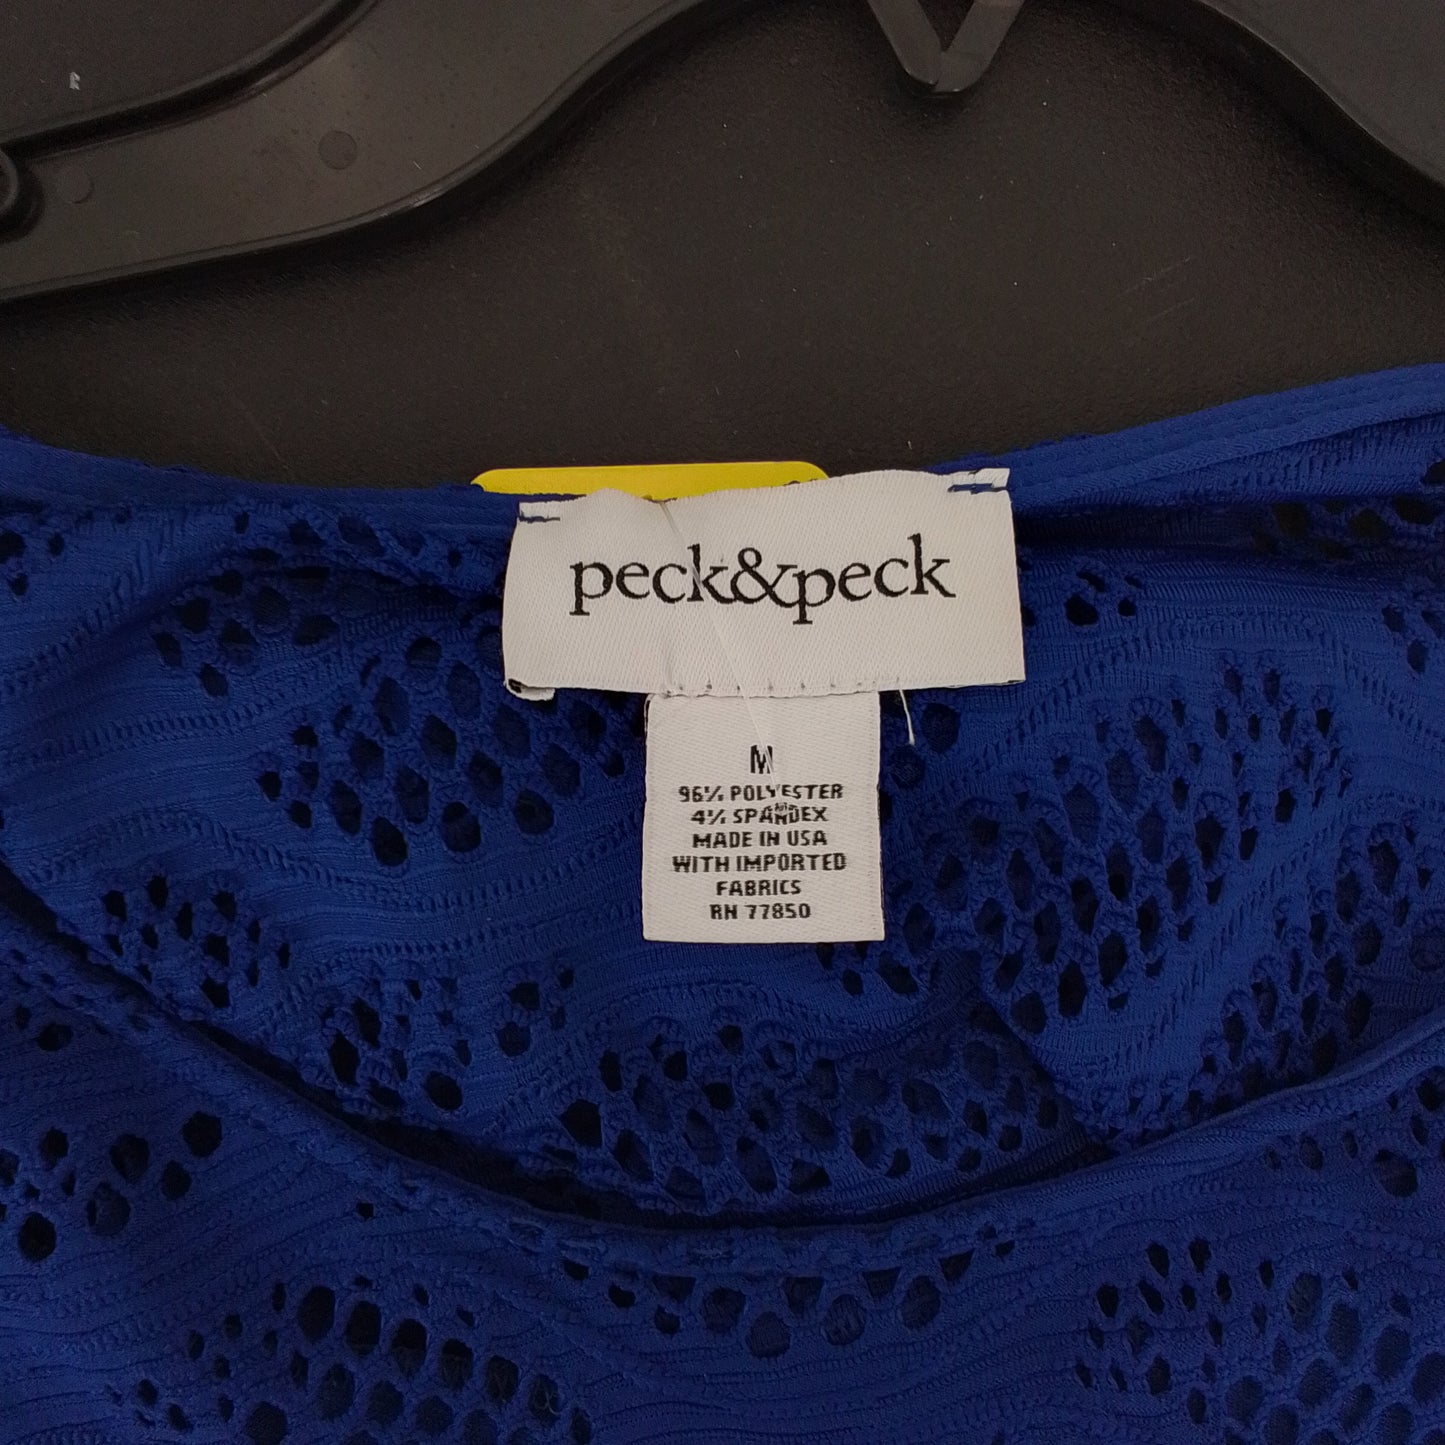 peck&peck
M
96% POLYESTER
4% SPANDEX
MADE IN USA
WITH IMPORTED
FABRICS
RN 77850